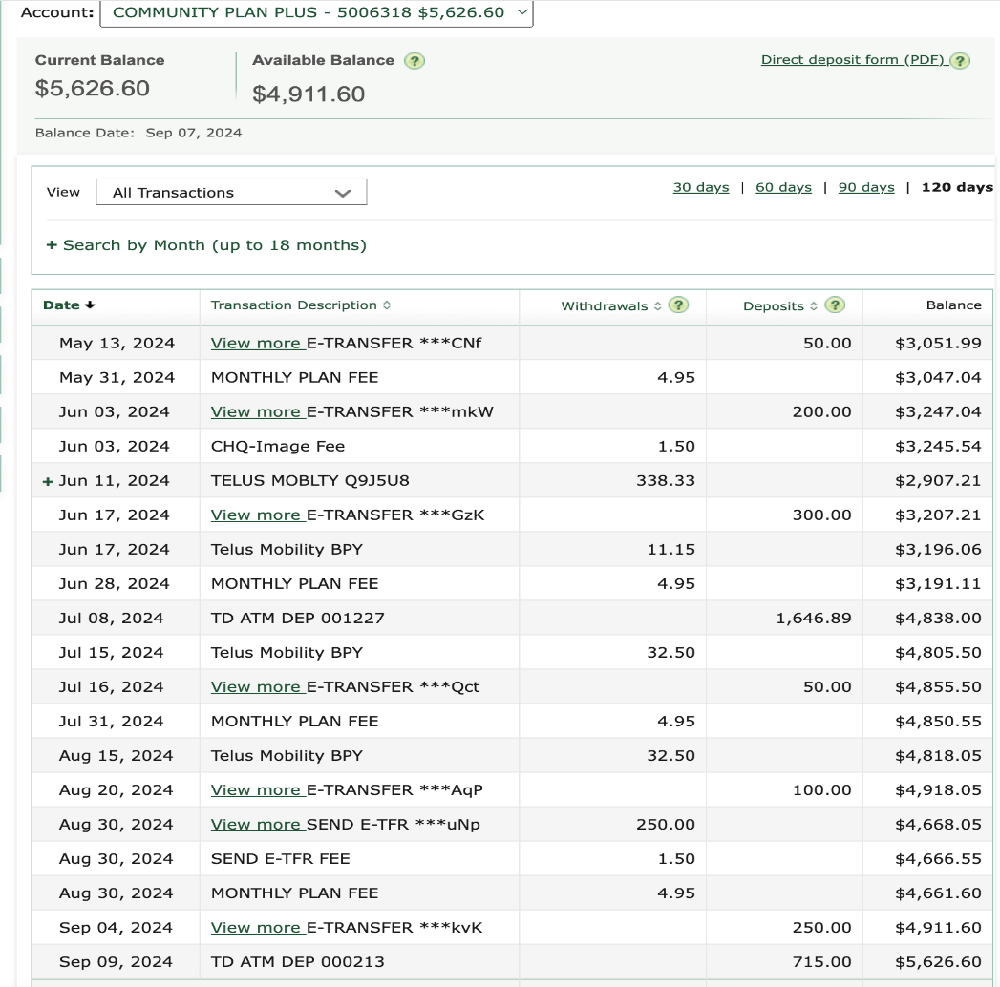 Account: COMMUNITY PLAN PLUS - 5006318 $5,626.60
Current Balance Available Balance ? Direct deposit form (PDF) ?
$5,626.60 $4,911.60
Balance Date: Sep 07, 2024
View All Transactions 30 days | 60 days | 90 days | 120 days
+ Search by Month (up to 18 months)
Date Transaction Description Withdrawals ? Deposits ? Balance
May 13, 2024 View more E-TRANSFER ***CNf 50.00 $3,051.99
May 31, 2024 MONTHLY PLAN FEE 4.95 $3,047.04
Jun 03, 2024 View more E-TRANSFER ***mkW 200.00 $3,247.04
Jun 03, 2024 CHQ-Image Fee 1.50 $3,245.54
+ Jun 11, 2024 TELUS MOBLTY Q9J5U8 338.33 $2,907.21
Jun 17, 2024 View more E-TRANSFER ***GzK 300.00 $3,207.21
Jun 17, 2024 Telus Mobility BPY 11.15 $3,196.06
Jun 28, 2024 MONTHLY PLAN FEE 4.95 $3,191.11
Jul 08, 2024 TD ATM DEP 001227 1,646.89 $4,838.00
Jul 15, 2024 Telus Mobility BPY 32.50 $4,805.50
Jul 16, 2024 View more E-TRANSFER ***Qct 50.00 $4,855.50
Jul 31, 2024 MONTHLY PLAN FEE 4.95 $4,850.55
Aug 15, 2024 Telus Mobility BPY 32.50 $4,818.05
Aug 20, 2024 View more E-TRANSFER ***AqP 100.00 $4,918.05
Aug 30, 2024 View more SEND E-TFR ***uNp 250.00 $4,668.05
Aug 30, 2024 SEND E-TFR FEE 1.50 $4,666.55
Aug 30, 2024 MONTHLY PLAN FEE 4.95 $4,661.60
Sep 04, 2024 View more E-TRANSFER ***kvK 250.00 $4,911.60
Sep 09, 2024 TD ATM DEP 000213 715.00 $5,626.60